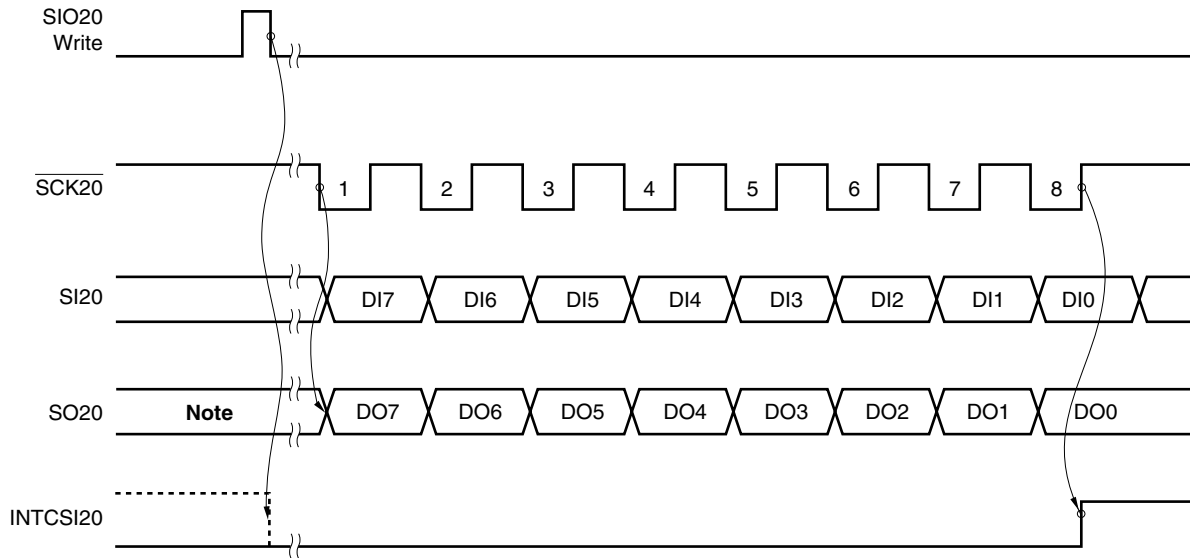 SIO20
Write
SCK20
1 2 3 4 5 6 7 8
SI20
DI7 DI6 DI5 DI4 DI3 DI2 DI1 DI0
SO20
Note
DO7 DO6 DO5 DO4 DO3 DO2 DO1 DO0
INTCSI20